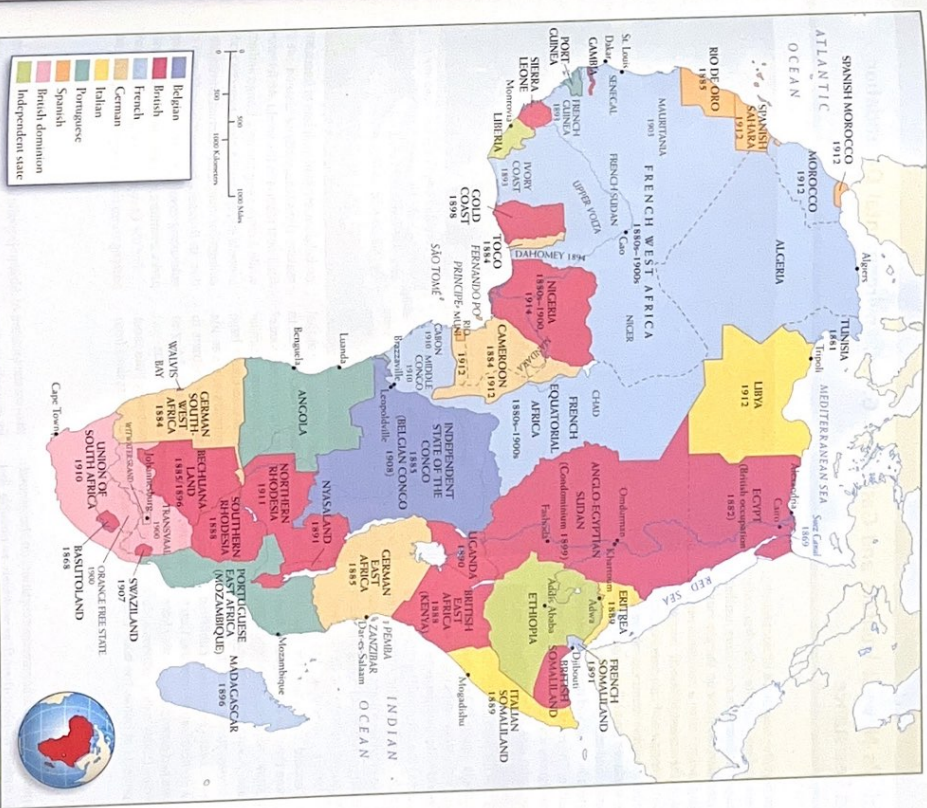 SPANISH MOROCCO
1912
ATLANTIC
OCEAN
MOROCCO
1912
Algiers
TUNISIA
1881
Tripoli
MEDITERRANEAN SEA
SPANISH
SAHARA
1912
RIO DE ORO
1885
ALGERIA
LIBYA
1912
Alexandria
Cairo
Suez Canal
1869
EGYPT
(British occupation
1882)
RED SEA
St. Louis
Dakar
GAMBIA
PORT.
GUINEA
SIERRA
LEONE
Monrovia
LIBERIA
SENEGAL
MAURITANIA
FRENCH WEST AFRICA
1880s–1900s
FRENCH SUDAN
Gao
NIGER
FRENCH
GUINEA
UPPER VOLTA
IVORY
COAST
GOLD
COAST
1898
TOGO
1884
DAHOMEY 1894
NIGERIA
1880s–1900
1914
CHAD
FRENCH
EQUATORIAL
AFRICA
1880s–1900s
CAMEROON
1884
1912
FERNANDO PO
SÃO TOMÉ
1912
GABON
1910
MIDDLE
CONGO
1910
Brazzaville
Leopoldville
ANGLO-EGYPTIAN
SUDAN
(Condominium 1899)
Omdurman
Khartoum
Fashoda
ERITREA
1889
Adwa
Addis Ababa
ETHIOPIA
FRENCH
SOMALILAND
1891
Djibouti
BRITISH
SOMALILAND
ITALIAN
SOMALILAND
1889
Mogadishu
UGANDA
1890
BRITISH
EAST
AFRICA
1888
(KENYA)
INDEPENDENT
STATE OF THE
CONGO
1885
(BELGIAN CONGO
1908)
GERMAN
EAST
AFRICA
1885
PEMBA
ZANZIBAR
Dar-es-Salaam
INDIAN
OCEAN
Luanda
Benguela
ANGOLA
NYASALAND
1891
NORTHERN
RHODESIA
1911
SOUTHERN
RHODESIA
1888
PORTUGUESE
EAST AFRICA
(MOZAMBIQUE)
Mozambique
MADAGASCAR
1896
WALVIS
BAY
GERMAN
SOUTH-
WEST
AFRICA
1884
BECHUANA-
LAND
1885/1896
TRANSVAAL
1900
Johannesburg
UNION OF
SOUTH AFRICA
1910
Cape Town
SWAZILAND
1907
ORANGE FREE STATE
1900
BASUTOLAND
1868
0 500 1000 Miles
0 500 1000 Kilometers
Belgian
British
French
German
Italian
Portuguese
Spanish
British dominion
Independent state